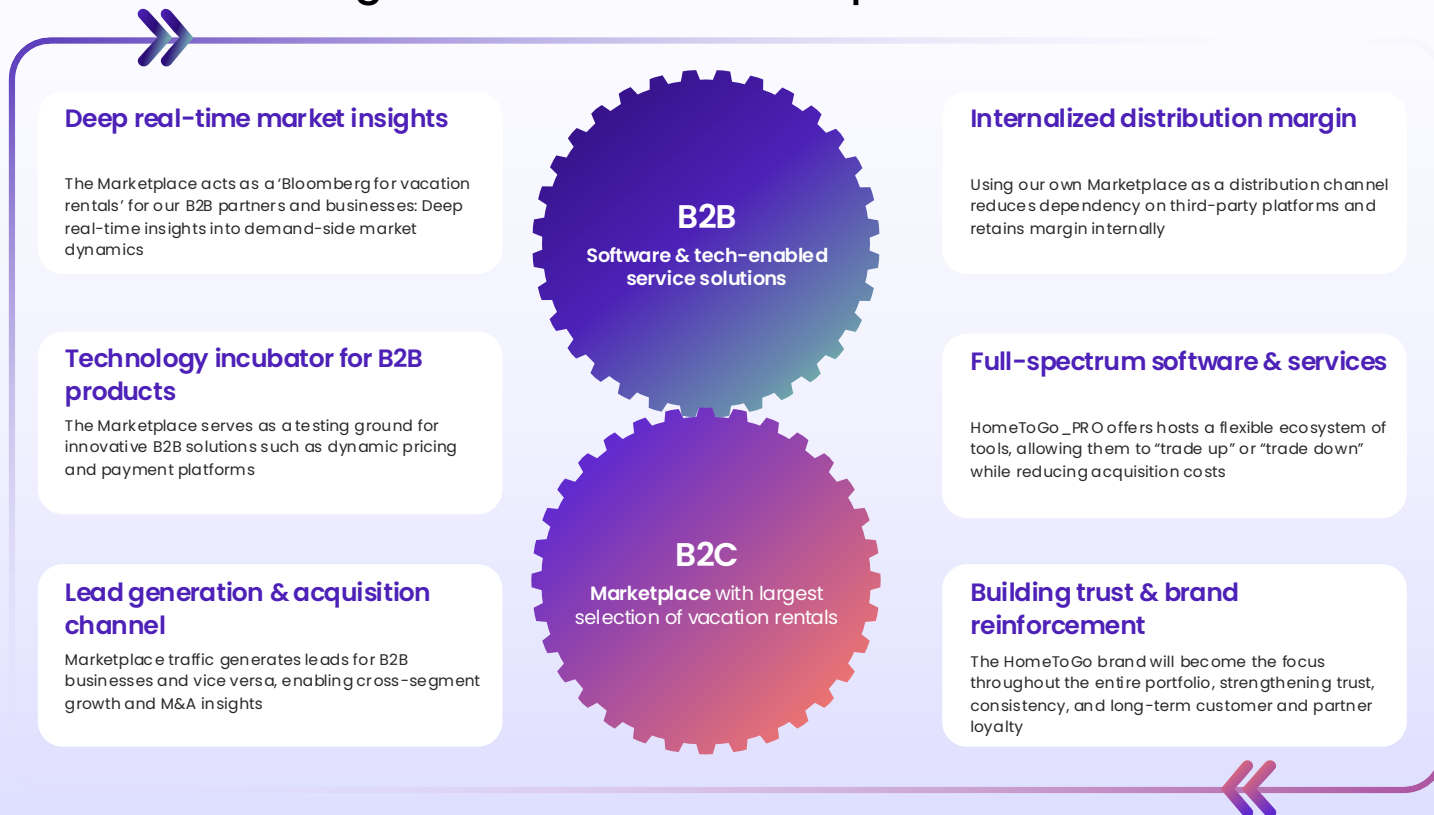 Deep real-time market insights
The Marketplace acts as a 'Bloomberg for vacation
rentals' for our B2B partners and businesses: Deep
real-time insights into demand-side market
dynamics
Technology incubator for B2B
products
The Marketplace serves as a testing ground for
innovative B2B solutions such as dynamic pricing
and payment platforms
Lead generation & acquisition
channel
Marketplace traffic generates leads for B2B
businesses and vice versa, enabling cross-segment
growth and M&A insights
B2B
Software & tech-enabled
service solutions
B2C
Marketplace with largest
selection of vacation rentals
Internalized distribution margin
Using our own Marketplace as a distribution channel
reduces dependency on third-party platforms and
retains margin internally
Full-spectrum software & services
HomeToGo_PRO offers hosts a flexible ecosystem of
tools, allowing them to “trade up” or “trade down”
while reducing acquisition costs
Building trust & brand
reinforcement
The HomeToGo brand will become the focus
throughout the entire portfolio, strengthening trust,
consistency, and long-term customer and partner
loyalty